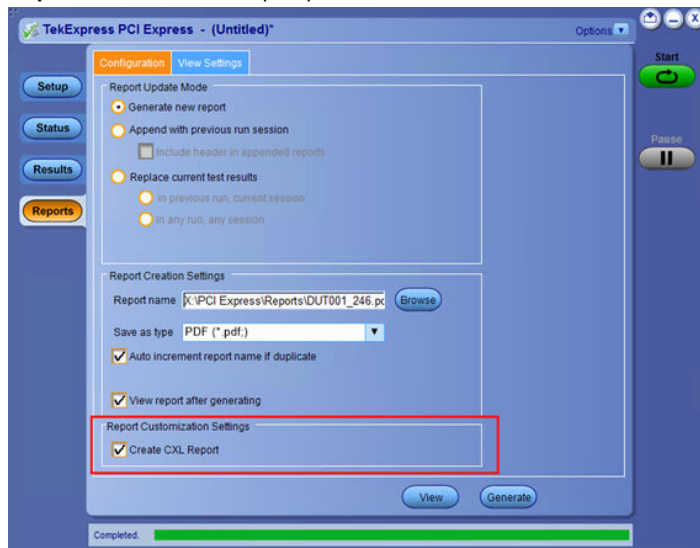 TekExpress PCI Express - (Untitled)*
Options
Start
Configuration View Settings
Setup
Report Update Mode
Generate new report
Status
Append with previous run session
Pause
Include header in appended reports
Results
Replace current test results
in previous run, current session
Reports
in any run, any session
Report Creation Settings
Report name X:\PCI Express\Reports\DUT001_246.pd Browse
Save as type PDF (*.pdf;)
Auto increment report name if duplicate
View report after generating
Report Customization Settings
Create CXL Report
View Generate
Completed.